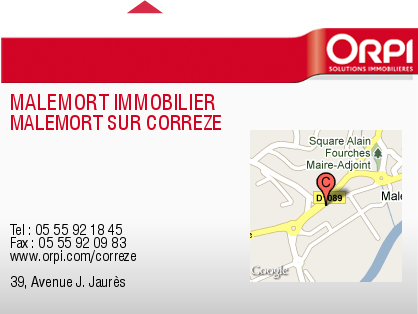 ORPI
SOLUTIONS IMMOBILIÈRES
MALEMORT IMMOBILIER
MALEMORT SUR CORREZE
Square Alain
Fourches
Maire-Adjoint
C
D1089
Male
Tel : 05 55 92 18 45
Fax : 05 55 92 09 83
www.orpi.com/correze
Google
39, Avenue J. Jaurès